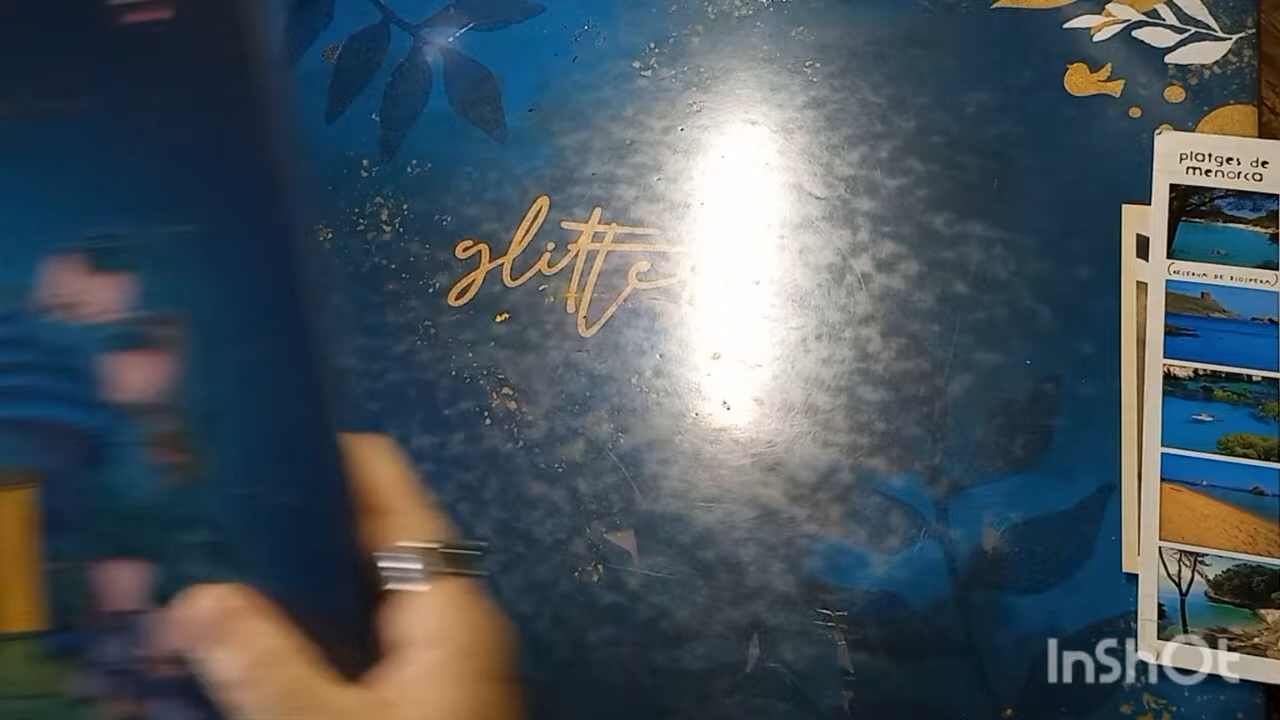 glitte
platges de
menorca
(RESERVA DE BIOSFERA)
InShOt